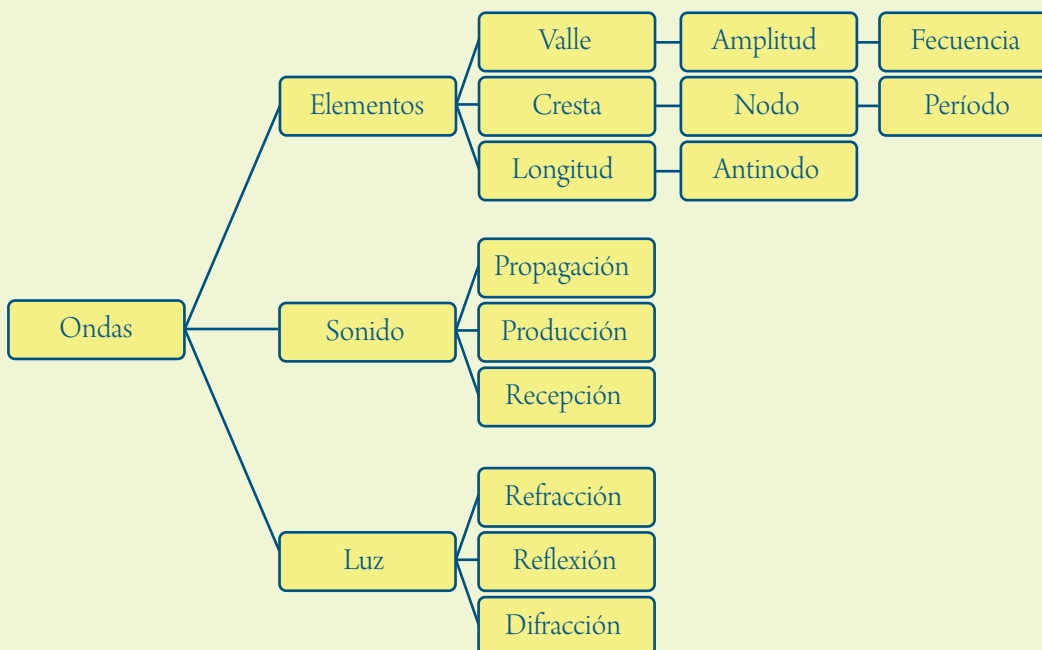 Valle
Amplitud
Fecuencia
Elementos
Cresta
Nodo
Período
Longitud
Antinodo
Propagación
Ondas
Sonido
Producción
Recepción
Refracción
Luz
Reflexión
Difracción